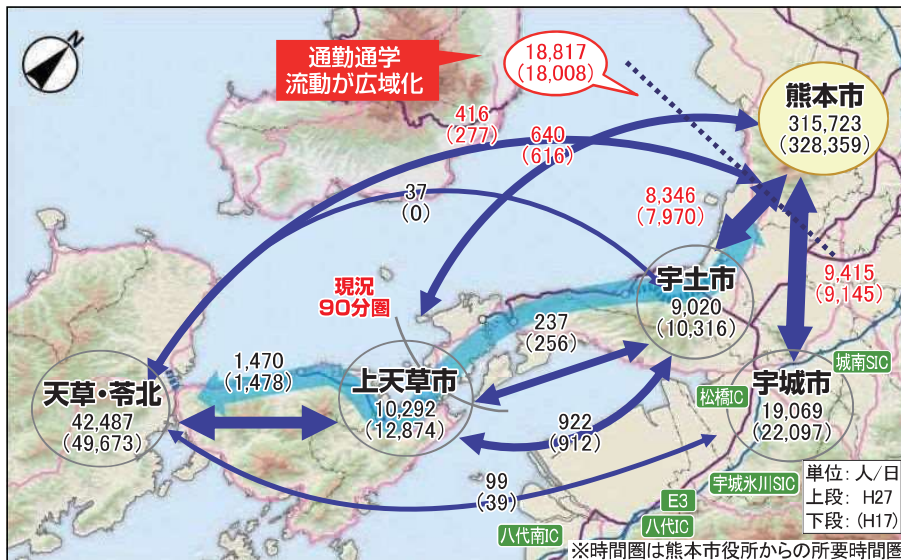 N
通勤通学
流動が広域化
18,817
(18,008)
熊本市
315,723
(328,359)
416
(277)
640
(616)
37
(0)
8,346
(7,970)
9,415
(9,145)
現況
90分圏
宇土市
9,020
(10,316)
237
(256)
1,470
(1,478)
天草・苓北
42,487
(49,673)
上天草市
10,292
(12,874)
922
(912)
99
(39)
城南SIC
松橋IC
宇城市
19,069
(22,097)
宇城氷川SIC
E3
八代IC
八代南IC
単位: 人/日
上段: H27
下段: (H17)
※時間圏は熊本市役所からの所要時間圏